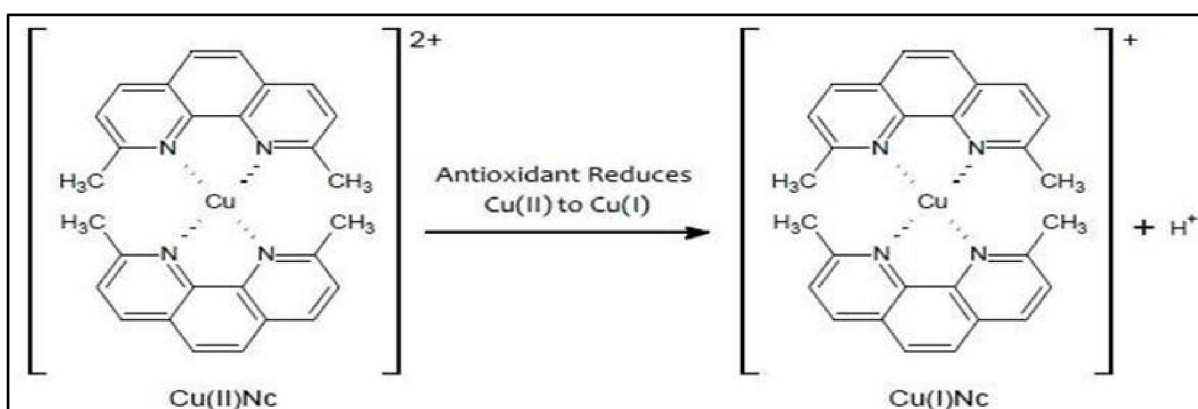 2+
N
N
H₃C
CH₃
Cu
H₃C
CH₃
N
N
Cu(II)Nc
Antioxidant Reduces
Cu(II) to Cu(I)
+
N
N
H₃C
CH₃
Cu
H₃C
CH₃
N
N
+ H⁺
Cu(I)Nc